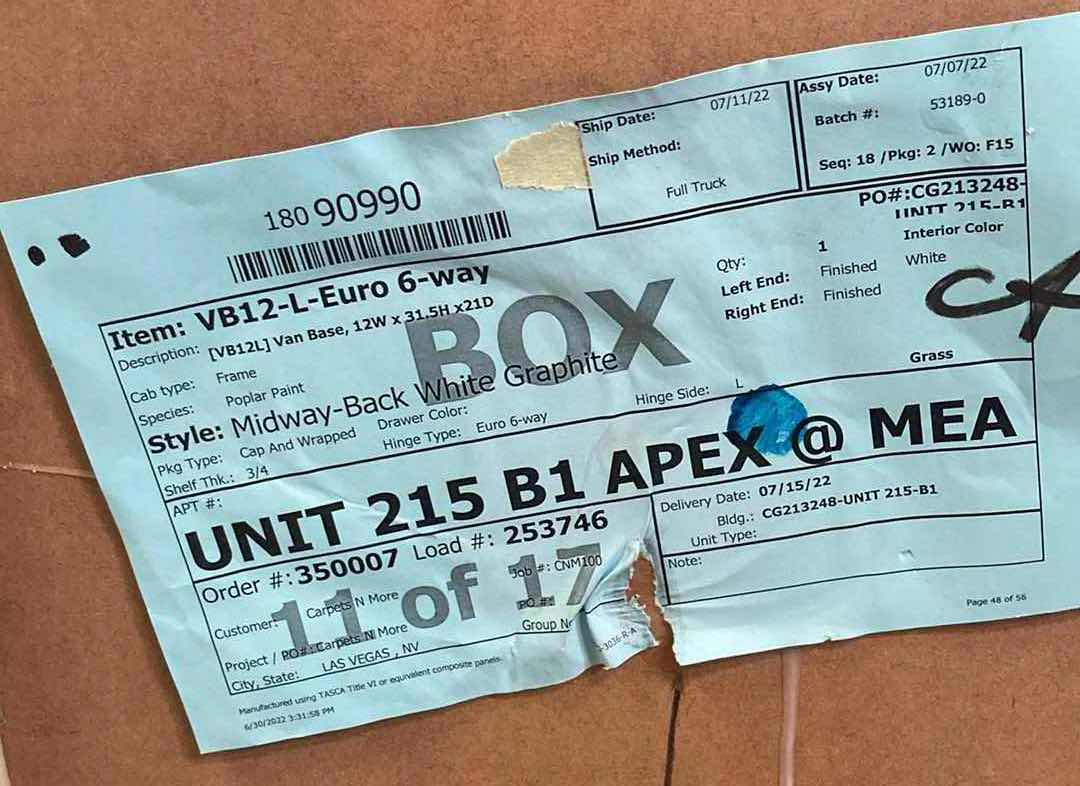 Ship Date: 07/11/22
Ship Method:
Full Truck
Assy Date: 07/07/22
Batch #: 53189-0
Seq: 18 /Pkg: 2 /WO: F15
180 90990
PO#:CG213248-
UNIT 215-B1
Item: VB12-L-Euro 6-way
Description: [VB12L] Van Base, 12W x 31.5H x21D
Cab type: Frame
Species: Poplar Paint
Style: Midway-Back White Graphite
Pkg Type: Cap And Wrapped Drawer Color:
Shelf Thk.: 3/4 Hinge Type: Euro 6-way Hinge Side: L
BOX
Qty: 1
Left End: Finished
Right End: Finished
Interior Color
White
Grass
APT #:
UNIT 215 B1 APEX @ MEA
Order #:350007 Load #: 253746
11 of 17
Customer: Carpets N More Job #: CNM100
Project / PO#:Carpets N More PO #:
City, State: LAS VEGAS , NV Group
-3036-R-A
Delivery Date: 07/15/22
Bldg.: CG213248-UNIT 215-B1
Unit Type:
Note:
Manufactured using TASCA Title VI or equivalent composite panels.
6/30/2022 3:31:58 PM
Page 48 of 56